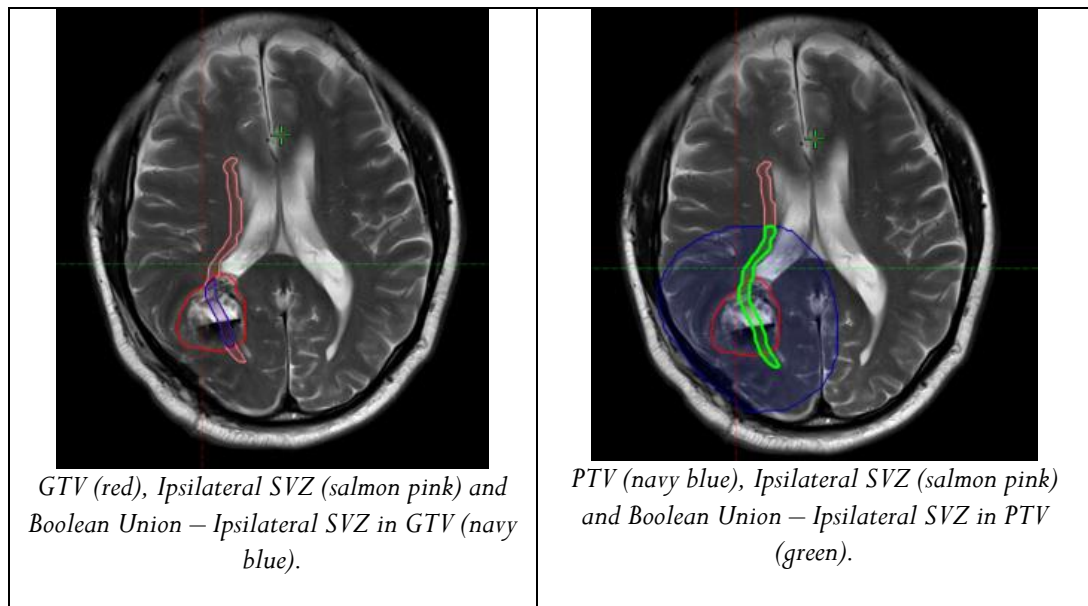 GTV (red), Ipsilateral SVZ (salmon pink) and
Boolean Union – Ipsilateral SVZ in GTV (navy
blue).
PTV (navy blue), Ipsilateral SVZ (salmon pink)
and Boolean Union – Ipsilateral SVZ in PTV
(green).